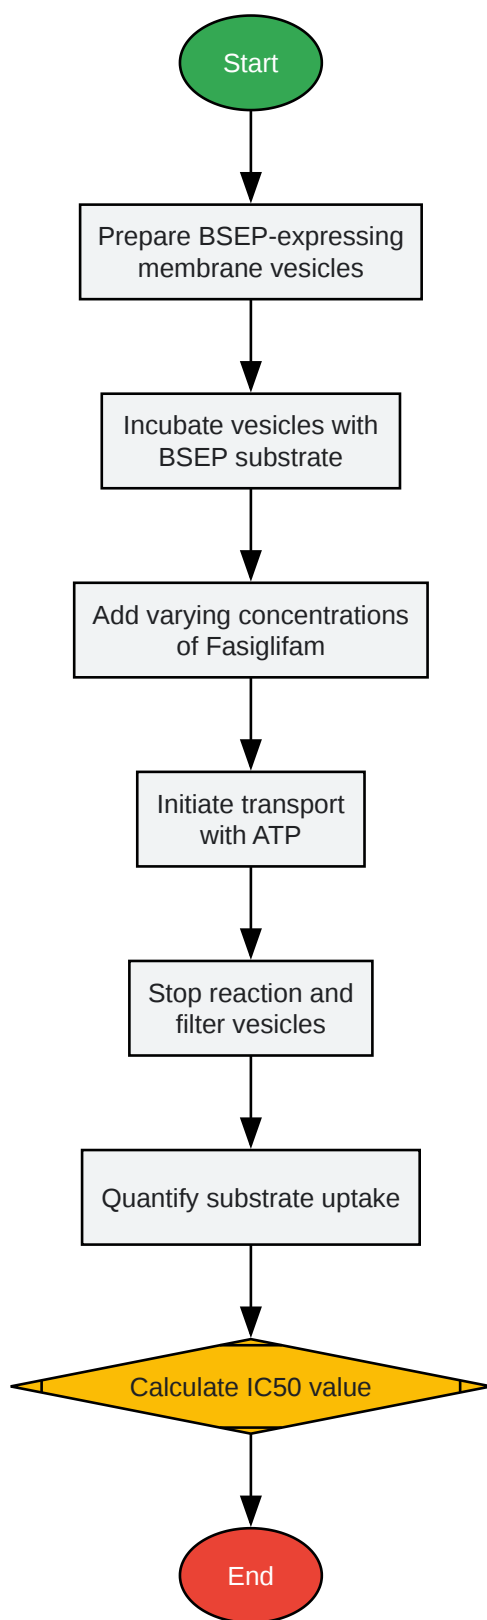 Start
Prepare BSEP-expressing
membrane vesicles
Incubate vesicles with
BSEP substrate
Add varying concentrations
of Fasiglifam
Initiate transport
with ATP
Stop reaction and
filter vesicles
Quantify substrate uptake
Calculate IC50 value
End